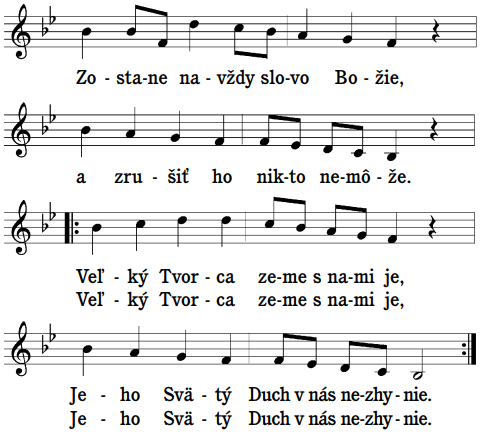 Zo - sta-ne na - vždy slo-vo Bo - žie,
a zru - šiť ho nik-to ne-mô - že.
Veľ - ký Tvor - ca ze-me s na-mi je,
Veľ - ký Tvor - ca ze-me s na-mi je,
Je - ho Svä - tý Duch v nás ne-zhy-nie.
Je - ho Svä - tý Duch v nás ne-zhy-nie.